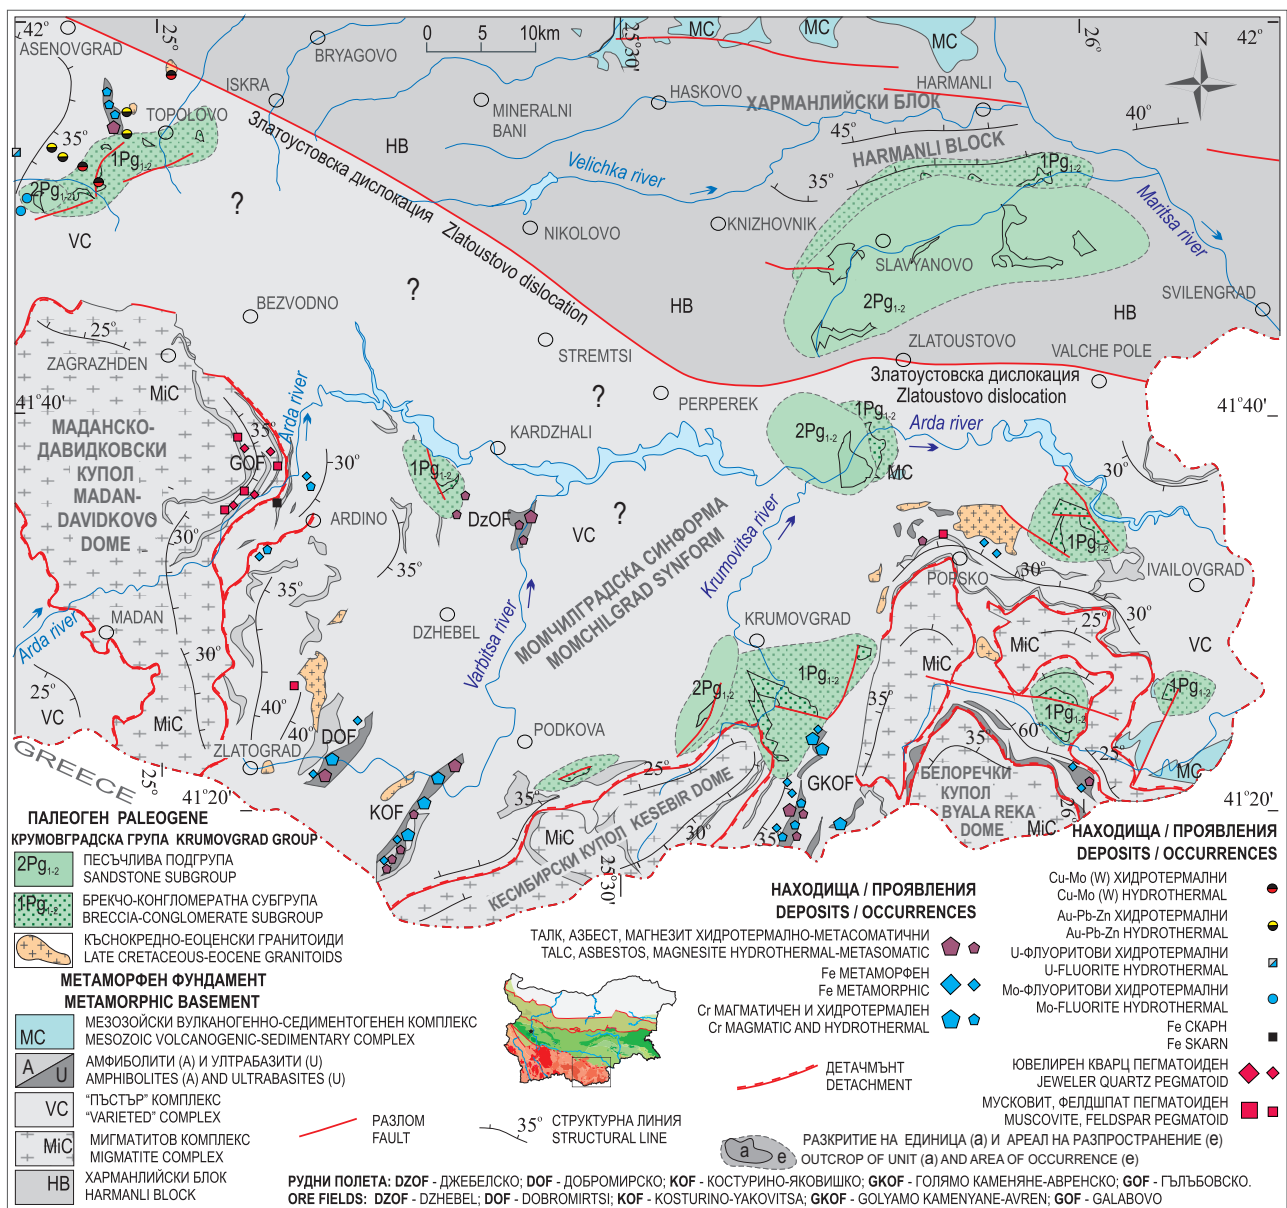 42°
25°
0 5 10km
25°30'
MC
MC
MC
26°
42°
N
ASENOVGRAD
BRYAGOVO
ISKRA
HARMANLI
HASKOVO
ХАРМАНЛИЙСКИ БЛОК
MINERALNI
BANI
TOPOLOVO
40°
45°
HARMANI BLOCK
35°
1Pg1-2
HB
Златоустовска дислокация
Zlatoustovo dislocation
Velichka river
35°
1Pg1-2
2Pg1-2
?
Maritsa river
VC
NIKOLOVO
KNIZHOVNIK
SLAVYANOVO
?
BEZVODNO
HB
2Pg1-2
HB
SVILENGRAD
25°
ZAGRAZHDEN
STREMTSI
ZLATOUSTOVO
VALCHE POLE
MiC
?
PERPEREK
Златоустовска дислокация
Zlatoustovo dislocation
41°40'
41°40'
Arda river
Arda river
МАДАНСКО-
ДАВИДКОВСКИ
КУПОЛ
MADAN-
DAVIDKOVO
DOME
35°
GOF
30°
KARDZHALI
1Pg1-2
2Pg1-2
1Pg1-2
MC
30°
ARDINO
DzOF
?
VC
30°
35°
35°
МОМЧИЛГРАДСКА СИНФОРМА
MOMCHILGRAD SYNFORM
Krumovitsa river
1Pg1-2
POPSKO
30°
IVAILOVGRAD
30°
Arda river
MADAN
30°
DZHEBEL
Varbitsa river
KRUMOVGRAD
MiC
MiC
VC
25°
VC
MiC
40°
40°
DOF
ZLATOGRAD
2Pg1-2
1Pg1-2
35°
1Pg1-2
1Pg1-2
PODKOVA
35°
60°
25°
MC
GREECE
25°
41°20'
KOF
35°
25°
GKOF
БЕЛОРЕЧКИ
КУПОЛ
BYALA REKA
DOME
26°
MiC
41°20'
MiC
30°
35°
КЕСИБИРСКИ КУПОЛ KESEBIR DOME
25°30'
ПАЛЕОГЕН PALEOGENE
КРУМОВГРАДСКА ГРУПА KRUMOVGRAD GROUP
2Pg1-2
ПЕСЪЧЛИВА ПОДГРУПА
SANDSTONE SUBGROUP
1Pg1-2
БРЕКЧО-КОНГЛОМЕРАТНА СУБГРУПА
BRECCIA-CONGLOMERATE SUBGROUP
КЪСНОКРЕДНО-ЕОЦЕНСКИ ГРАНИТОИДИ
LATE CRETACEOUS-EOCENE GRANITOIDS
МЕТАМОРФЕН ФУНДАМЕНТ
METAMORPHIC BASEMENT
MC
МЕЗОЗОЙСКИ ВУЛКАНОГЕННО-СЕДИМЕНТОГЕНЕН КОМПЛЕКС
MESOZOIC VOLCANOGENIC-SEDIMENTARY COMPLEX
A U
АМФИБОЛИТИ (А) И УЛТРАБАЗИТИ (U)
AMPHIBOLITES (A) AND ULTRABASITES (U)
VC
“ПЪСТЪР” КОМПЛЕКС
“VARIETED” COMPLEX
MiC
МИГМАТИТОВ КОМПЛЕКС
MIGMATITE COMPLEX
HB
ХАРМАНЛИЙСКИ БЛОК
HARMANLI BLOCK
РАЗЛОМ
FAULT
35°
СТРУКТУРНА ЛИНИЯ
STRUCTURAL LINE
ДЕТАЧМЪНТ
DETACHMENT
НАХОДИЩА / ПРОЯВЛЕНИЯ
DEPOSITS / OCCURRENCES
ТАЛК, АЗБЕСТ, МАГНЕЗИТ ХИДРОТЕРМАЛНО-МЕТАСОМАТИЧНИ
TALC, ASBESTOS, MAGNESITE HYDROTHERMAL-METASOMATIC
Fe МЕТАМОРФЕН
Fe METAMORPHIC
Cr МАГМАТИЧЕН И ХИДРОТЕРМАЛЕН
Cr MAGMATIC AND HYDROTHERMAL
НАХОДИЩА / ПРОЯВЛЕНИЯ
DEPOSITS / OCCURRENCES
Cu-Mo (W) ХИДРОТЕРМАЛНИ
Cu-Mo (W) HYDROTHERMAL
Au-Pb-Zn ХИДРОТЕРМАЛНИ
Au-Pb-Zn HYDROTHERMAL
U-ФЛУОРИТОВИ ХИДРОТЕРМАЛНИ
U-FLUORITE HYDROTHERMAL
Mo-ФЛУОРИТОВИ ХИДРОТЕРМАЛНИ
Mo-FLUORITE HYDROTHERMAL
Fe СКАРН
Fe SKARN
ЮВЕЛИРЕН КВАРЦ ПЕГМАТОИДЕН
JEWELER QUARTZ PEGMATOID
МУСКОВИТ, ФЕЛДШПАТ ПЕГМАТОИДЕН
MUSCOVITE, FELDSPAR PEGMATOID
a e
РАЗКРИТИЕ НА ЕДИНИЦА (а) И АРЕАЛ НА РАЗПРОСТРАНЕНИЕ (е)
OUTCROP OF UNIT (a) AND AREA OF OCCURRENCE (e)
РУДНИ ПОЛЕТА: DZOF - ДЖЕБЕЛСКО; DOF - ДОБРОМИРСКО; KOF - КОСТУРИНО-ЯКОВИШКО; GKOF - ГОЛЯМО КАМЕНЯНЕ-АВРЕНСКО; GOF - ГЪЛЪБОВСКО.
ORE FIELDS: DZOF - DZHEBEL; DOF - DOBROMIRTSI; KOF - KOSTURINO-YAKOVITSA; GKOF - GOLYAMO KAMENYANE-AVREN; GOF - GALABOVO